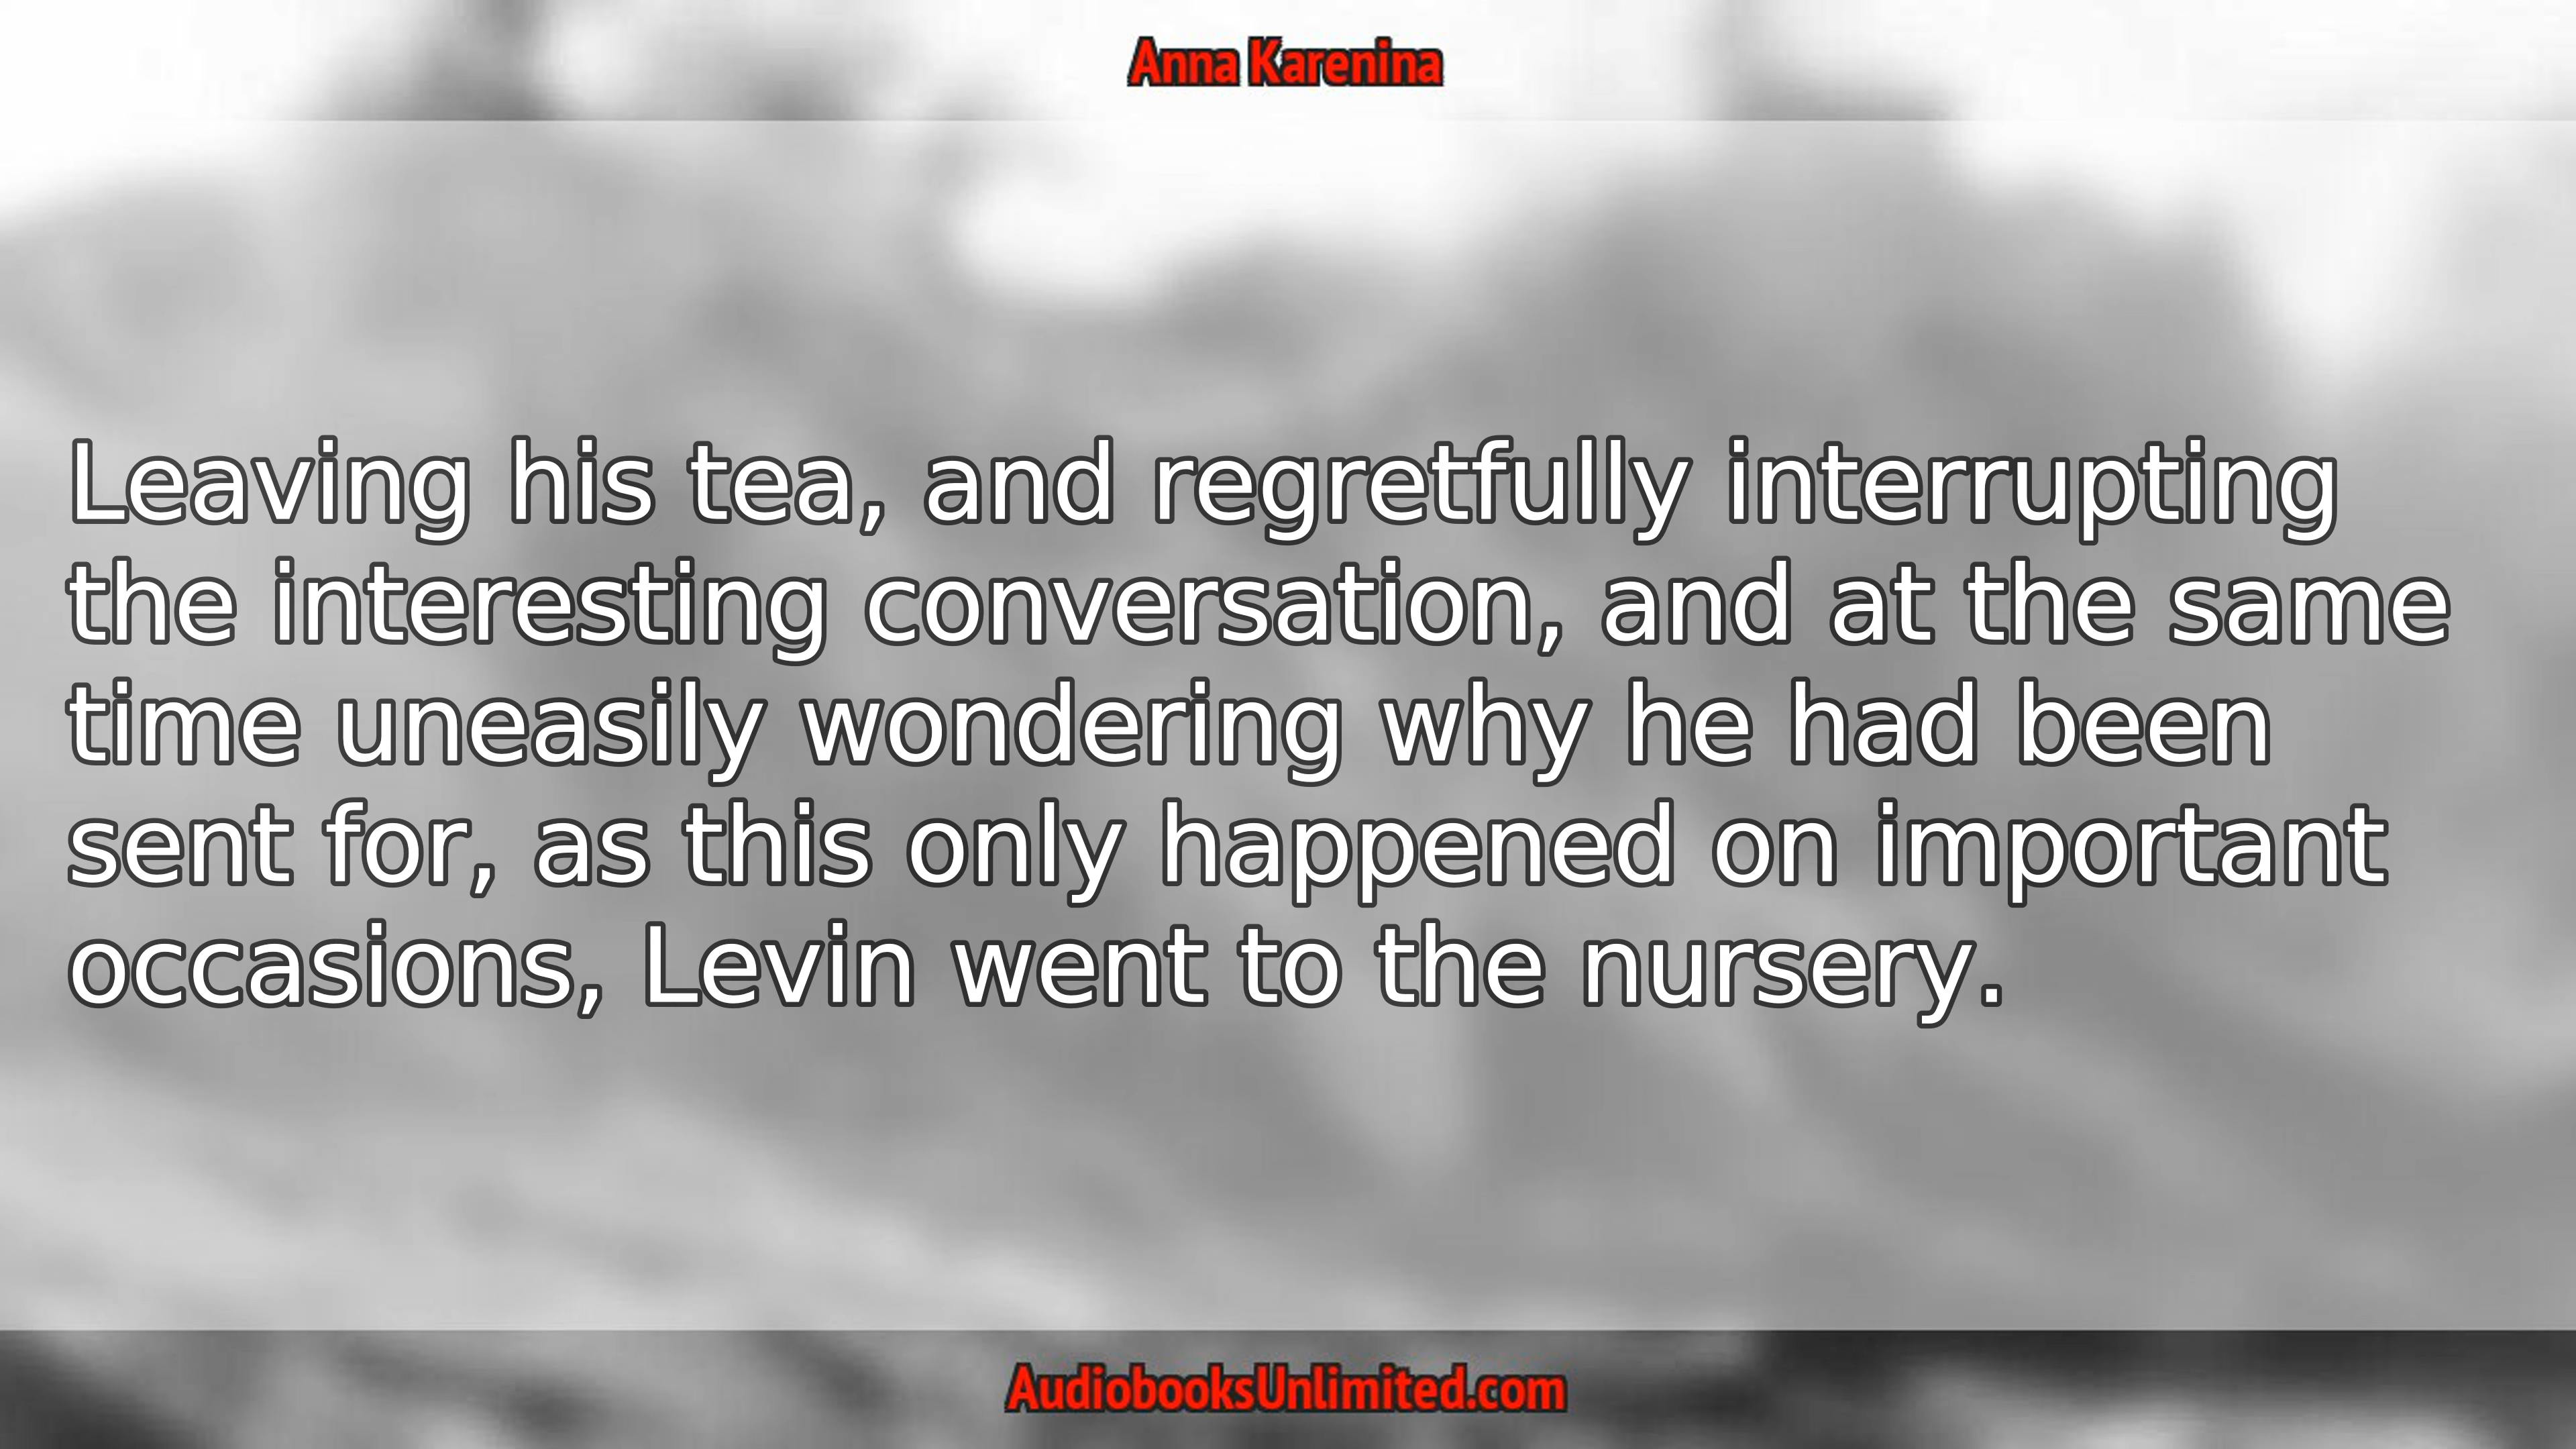 Anna Karenina
Leaving his tea, and regretfully interrupting
the interesting conversation, and at the same
time uneasily wondering why he had been
sent for, as this only happened on important
occasions, Levin went to the nursery.
AudiobooksUnlimited.com